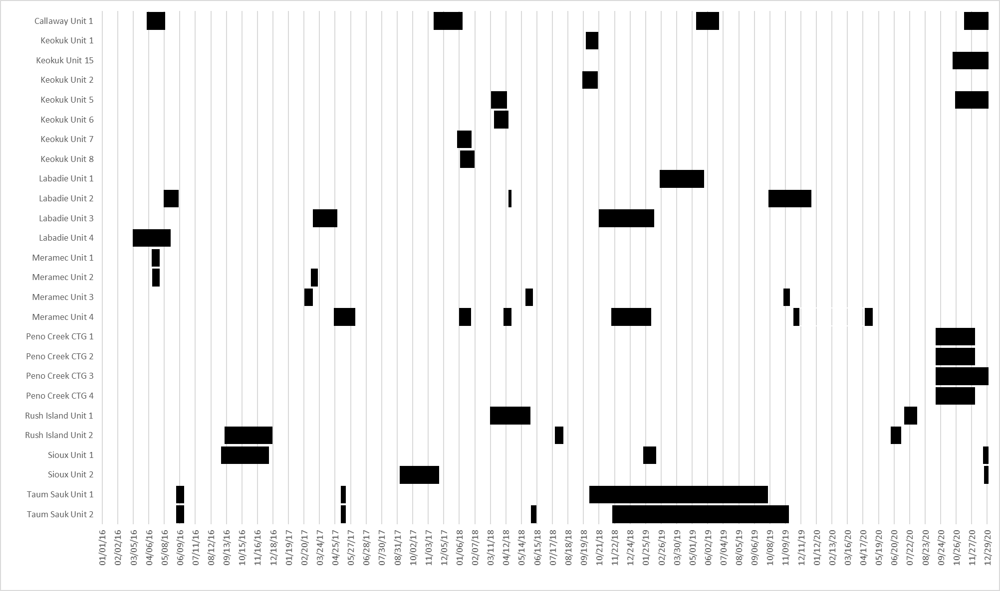 Callaway Unit 1
Keokuk Unit 1
Keokuk Unit 15
Keokuk Unit 2
Keokuk Unit 5
Keokuk Unit 6
Keokuk Unit 7
Keokuk Unit 8
Labadie Unit 1
Labadie Unit 2
Labadie Unit 3
Labadie Unit 4
Meramec Unit 1
Meramec Unit 2
Meramec Unit 3
Meramec Unit 4
Peno Creek CTG 1
Peno Creek CTG 2
Peno Creek CTG 3
Peno Creek CTG 4
Rush Island Unit 1
Rush Island Unit 2
Sioux Unit 1
Sioux Unit 2
Taum Sauk Unit 1
Taum Sauk Unit 2
01/01/16
02/02/16
03/05/16
04/06/16
05/08/16
06/09/16
07/11/16
08/12/16
09/13/16
10/15/16
11/16/16
12/18/16
01/19/17
02/20/17
03/24/17
04/25/17
05/27/17
06/28/17
07/30/17
08/31/17
10/02/17
11/03/17
12/05/17
01/06/18
02/07/18
03/11/18
04/12/18
05/14/18
06/15/18
07/17/18
08/18/18
09/19/18
10/21/18
11/22/18
12/24/18
01/25/19
02/26/19
03/30/19
05/01/19
06/02/19
07/04/19
08/05/19
09/06/19
10/08/19
11/09/19
12/11/19
01/12/20
02/13/20
03/16/20
04/17/20
05/19/20
06/20/20
07/22/20
08/23/20
09/24/20
10/26/20
11/27/20
12/29/20